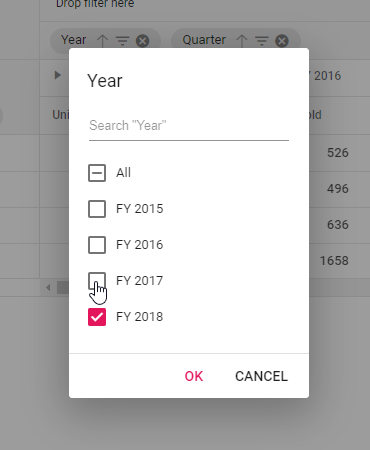 Drop filter here
Year Quarter
Year
Y 2016
Search "Year"
Uni
old
All
526
FY 2015
496
FY 2016
636
FY 2017
1658
FY 2018
OK CANCEL